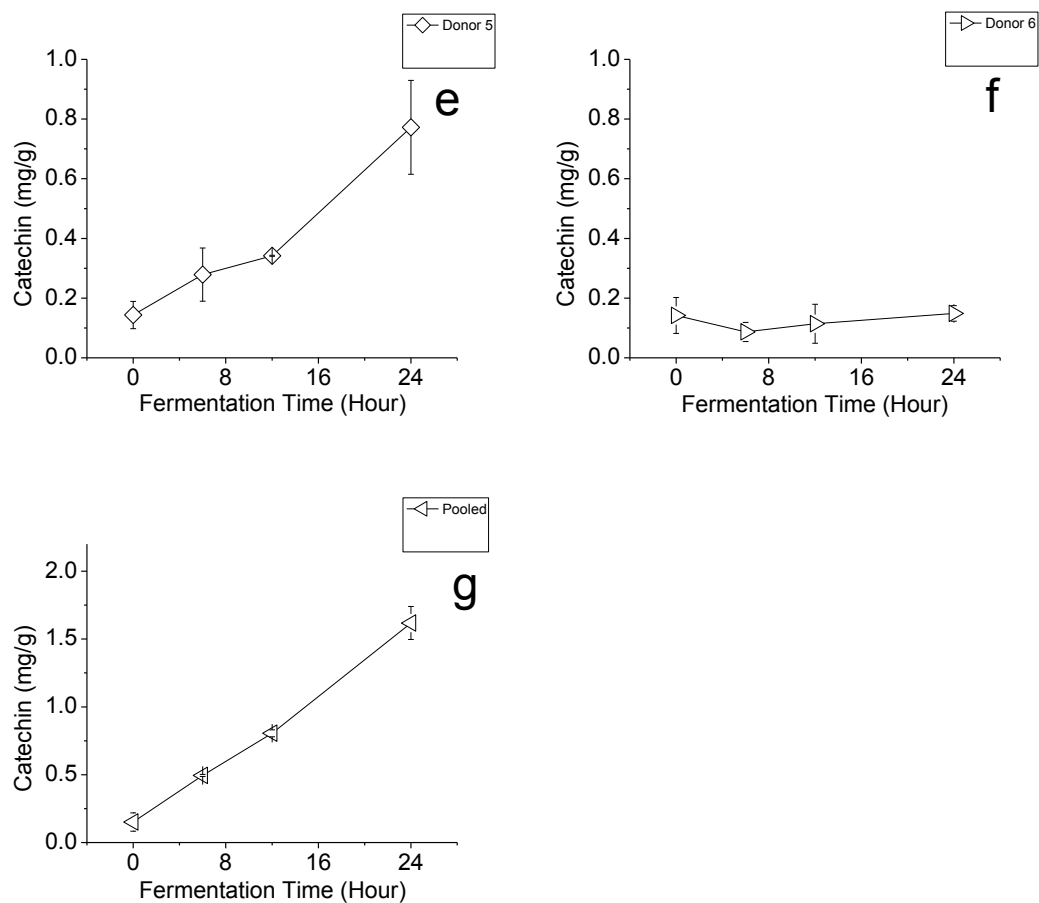 Donor 5
e
1.0
0.8
0.6
0.4
0.2
0.0
Catechin (mg/g)
0 8 16 24
Fermentation Time (Hour)
Donor 6
f
1.0
0.8
0.6
0.4
0.2
0.0
Catechin (mg/g)
0 8 16 24
Fermentation Time (Hour)
Pooled
g
2.0
1.5
1.0
0.5
0.0
Catechin (mg/g)
0 8 16 24
Fermentation Time (Hour)